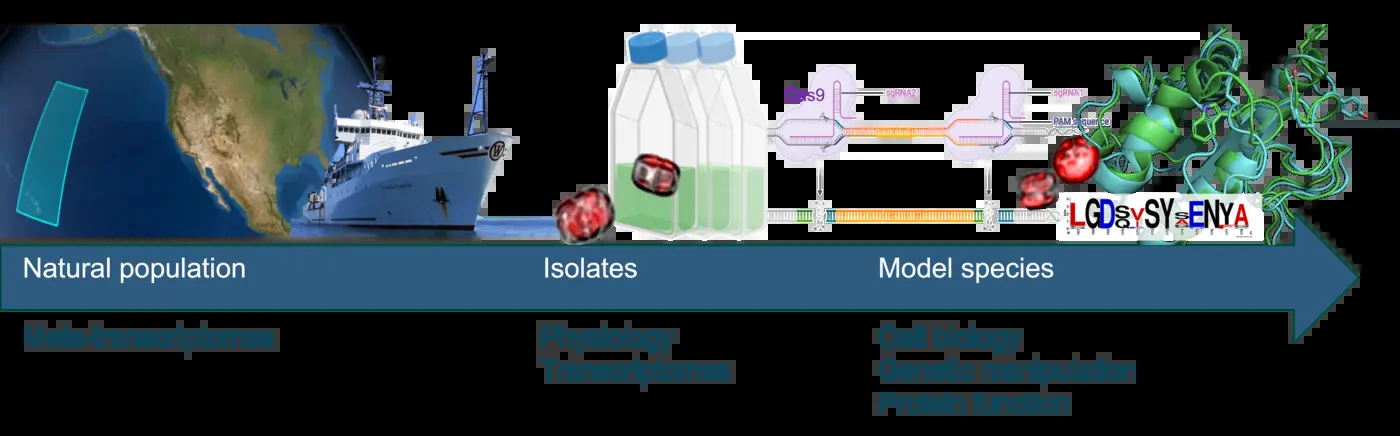 Cas9
sgRNA2
sgRNA1
PAM sequence
LGDSYSYSENYA
Natural population
Isolates
Model species
Meta-transcriptomes
Physiology
Transcriptomes
Cell biology
Genetic manipulation
Protein function